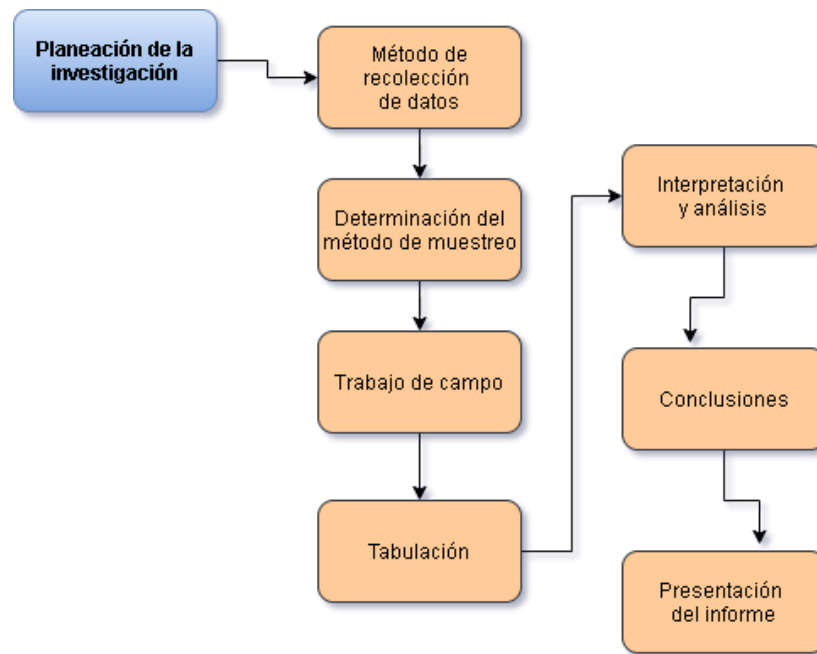 Planeación de la
investigación
Método de
recolección
de datos
Determinación del
método de muestreo
Trabajo de campo
Tabulación
Interpretación
y análisis
Conclusiones
Presentación
del informe